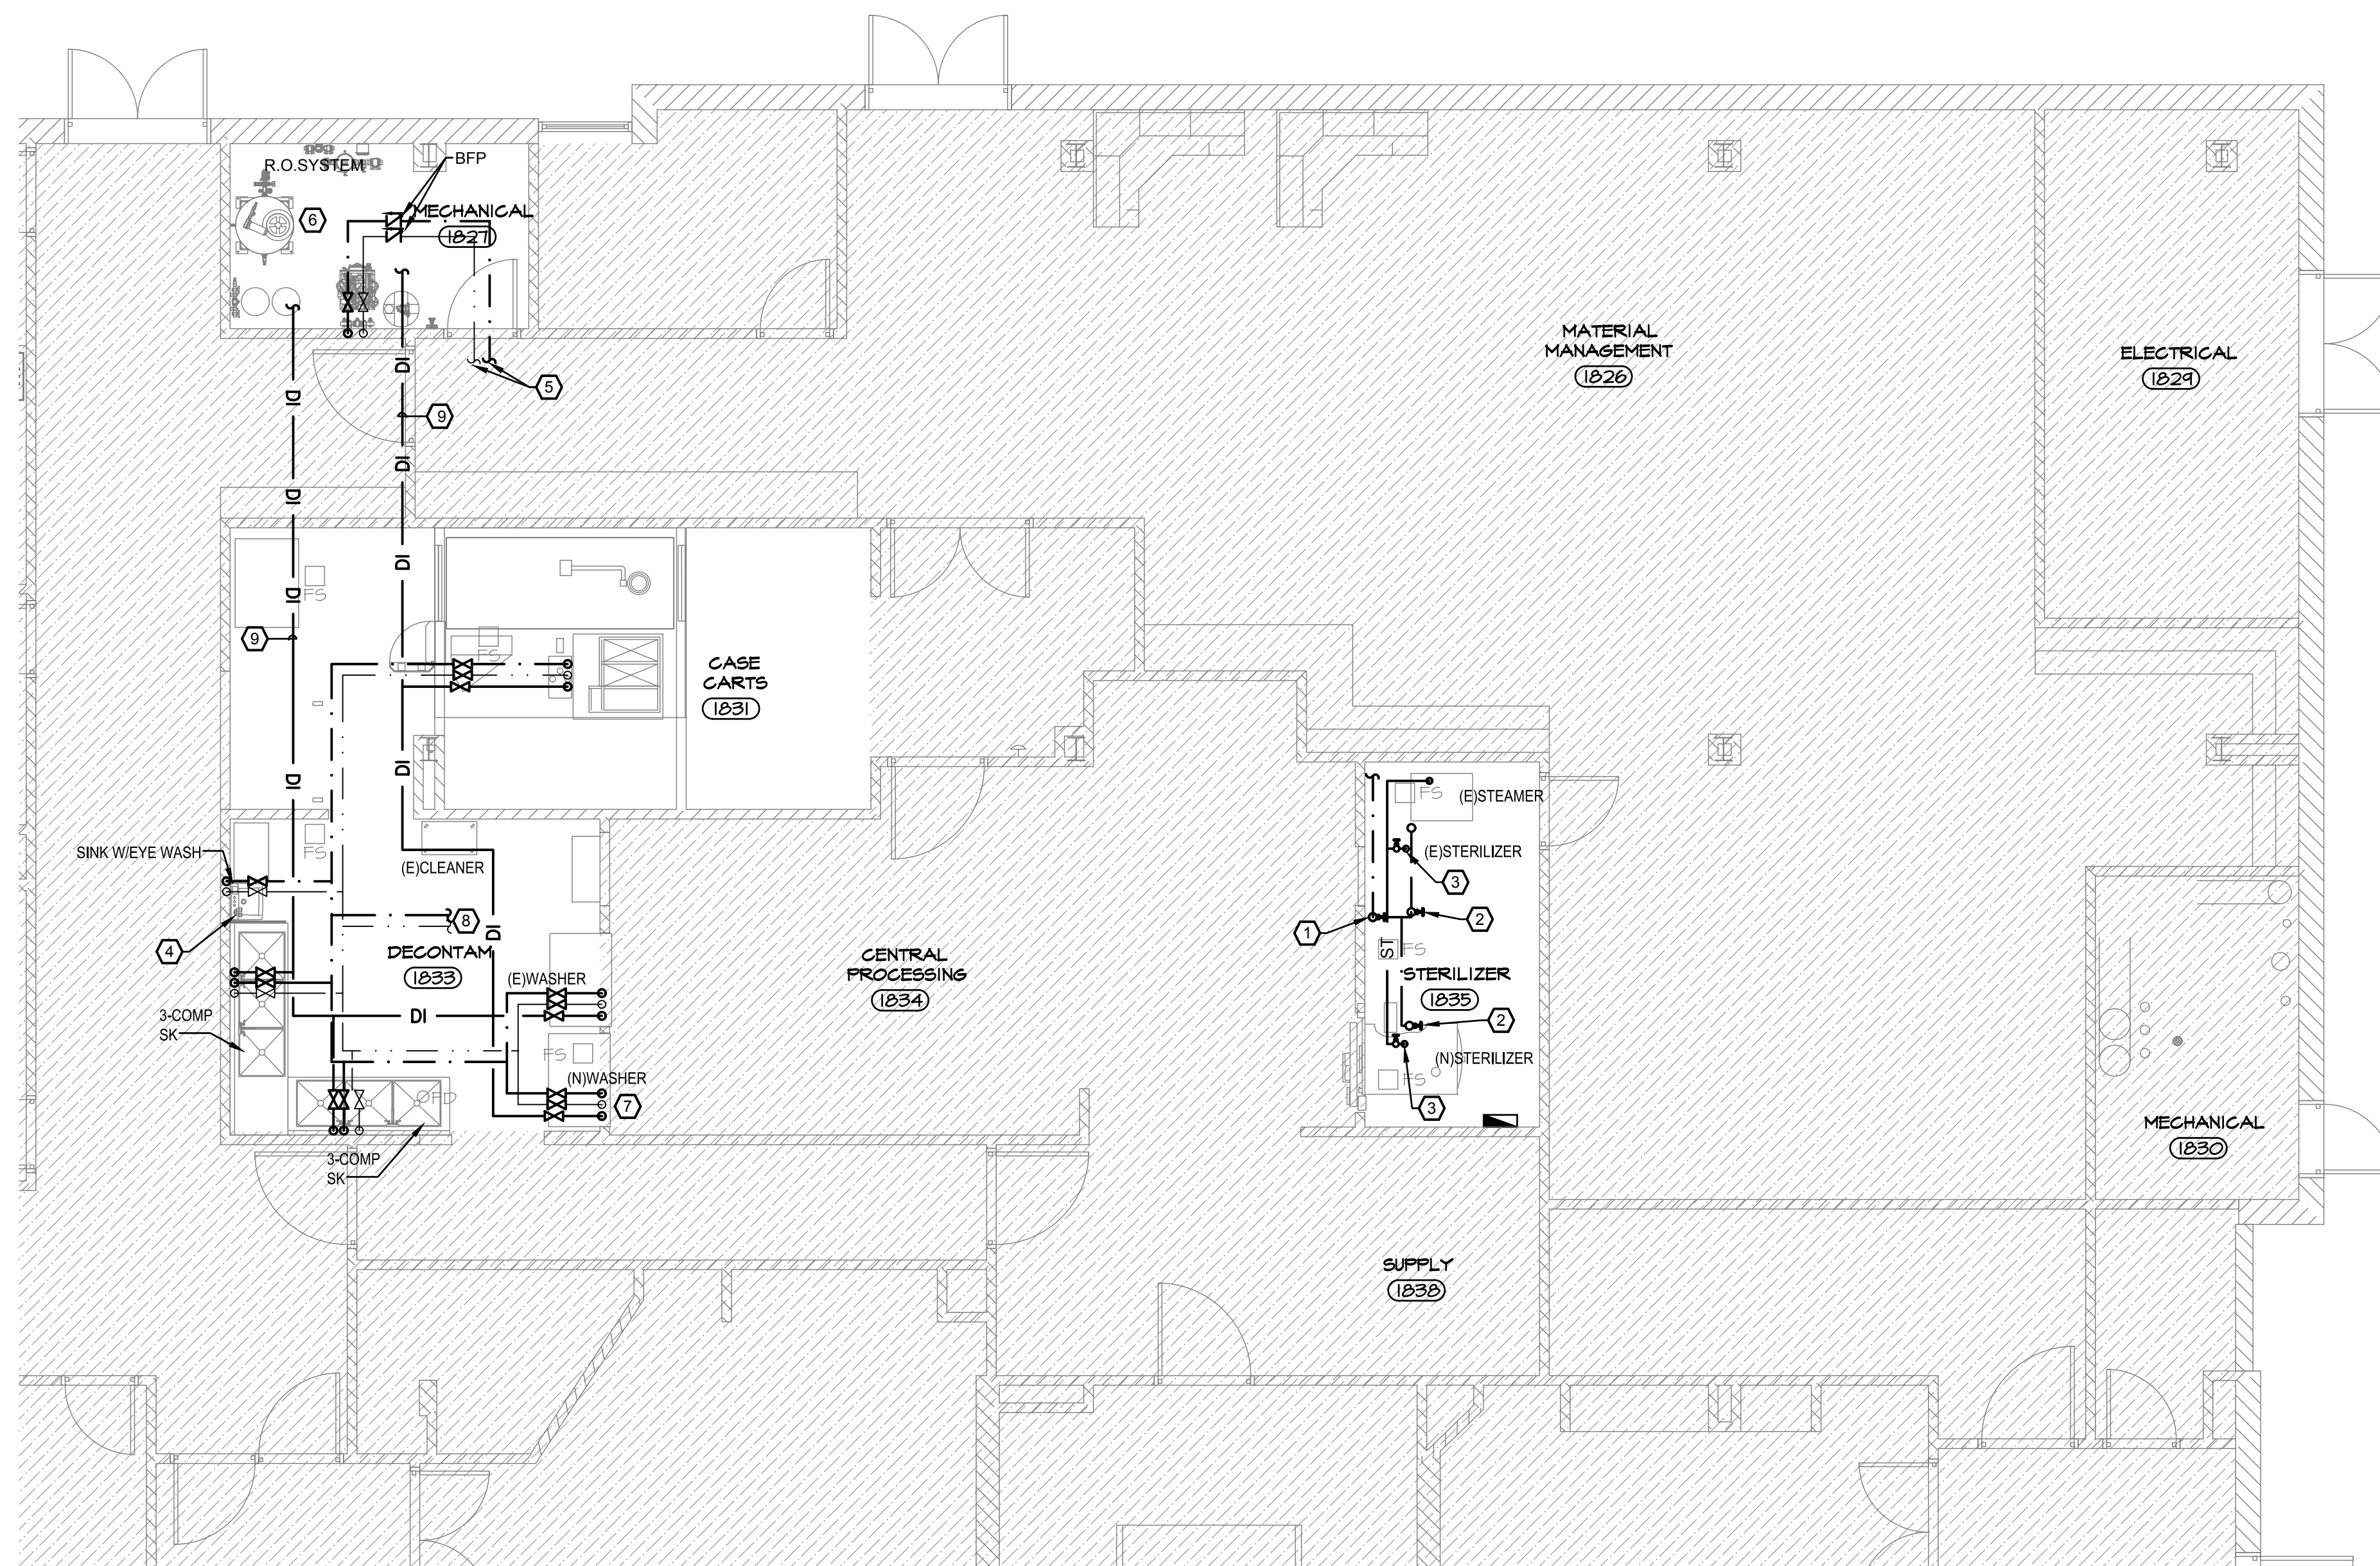 R.O.SYSTEM
BFP
6
MECHANICAL
1827
5
9
DI
DI
DI
DI
DI
DI
DI
DI
DI
DI
9
FS
FS
CASE
CARTS
1831
MATERIAL
MANAGEMENT
1826
ELECTRICAL
1829
SINK W/EYE WASH
FS
(E)CLEANER
4
8
DECONTAM
1833
(E)WASHER
3-COMP
SK
FS
(N)WASHER
7
FD
3-COMP
SK
CENTRAL
PROCESSING
1834
FS
(E)STEAMER
(E)STERILIZER
3
1
2
ST
FS
STERILIZER
1835
2
(N)STERILIZER
FS
3
MECHANICAL
1830
SUPPLY
1838